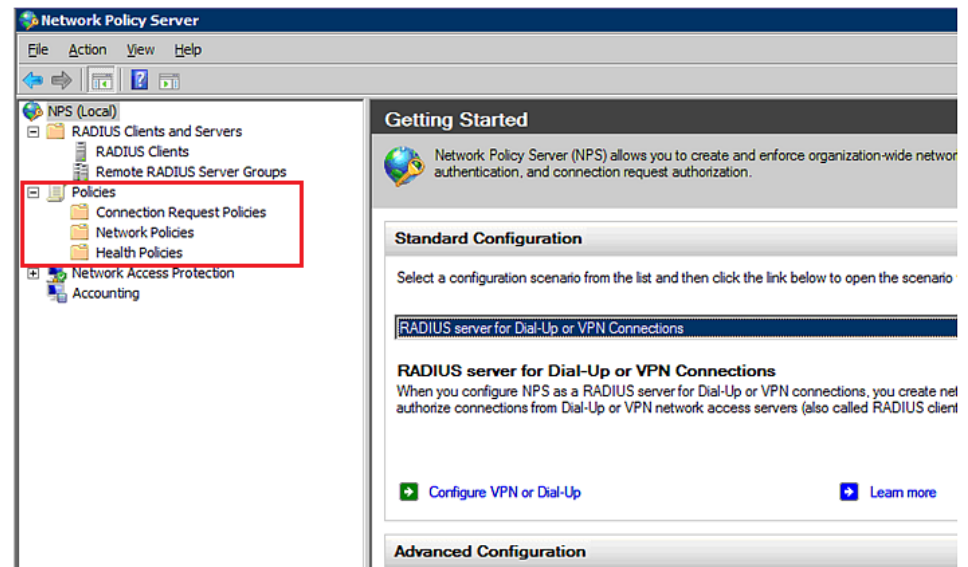 Network Policy Server
File Action View Help
NPS (Local)
RADIUS Clients and Servers
RADIUS Clients
Remote RADIUS Server Groups
Policies
Connection Request Policies
Network Policies
Health Policies
Network Access Protection
Accounting
Getting Started
Network Policy Server (NPS) allows you to create and enforce organization-wide networ
authentication, and connection request authorization.
Standard Configuration
Select a configuration scenario from the list and then click the link below to open the scenario
RADIUS server for Dial-Up or VPN Connections
RADIUS server for Dial-Up or VPN Connections
When you configure NPS as a RADIUS server for Dial-Up or VPN connections, you create net
authorize connections from Dial-Up or VPN network access servers (also called RADIUS client
Configure VPN or Dial-Up Learn more
Advanced Configuration